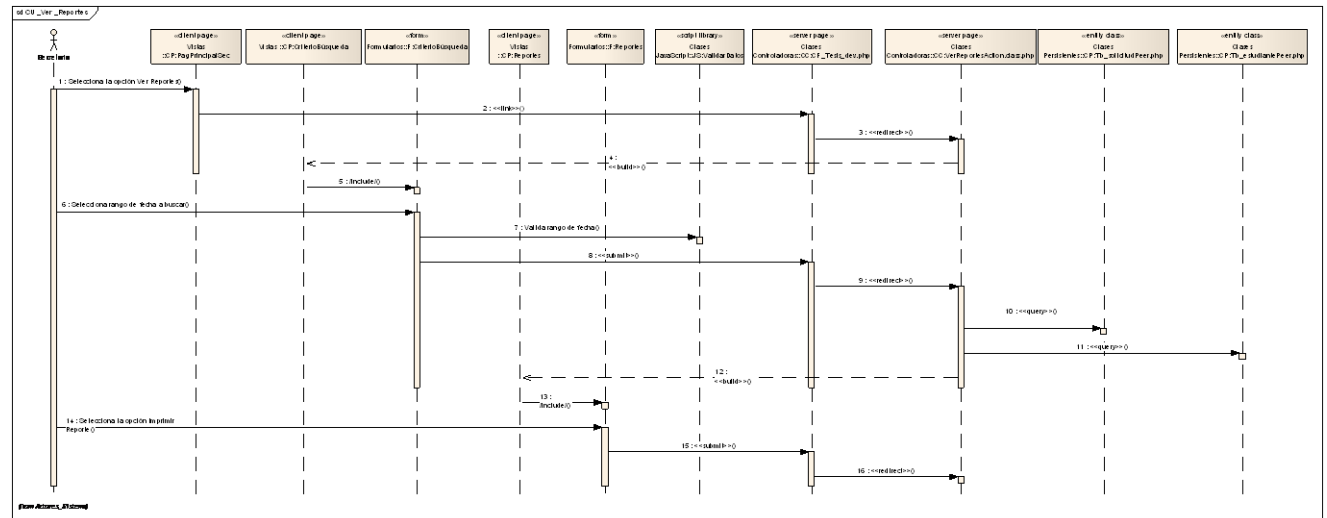 sd CU _Ver _Reportes
Secretaria
«client page»
Vistas
::CP:PagPrincipalSec
«client page»
Vistas ::CP:CriterioBúsqueda
«form»
Formularios::F:CriterioBúsqueda
«client page»
Vistas
::CP:Reportes
«form»
Formularios::F:Reportes
«script library»
Clases
JavaScript::JS:ValidarDatos
«server page»
Clases
Controladoras::CC:CF_Tesis_dev.php
«server page»
Clases
Controladoras::CC:VerReportesAction.class.php
«entity class»
Clases
Persistentes::CP:Tb_solicitudPeer.php
«entity class»
Clases
Persistentes::CP:Tb_estudiantePeer.php
1 : Selecciona la opción Ver Reportes()
2 : <<link>>()
3 : <<redirect>>()
4 :
<<build>>()
5 : /include/()
6 : Selecciona rango de fecha a buscar()
7 : Valida rango de fecha()
8 : <<submit>>()
9 : <<redirect>>()
10 : <<query>>()
11 : <<query>>()
12 :
<<build>>()
13 :
/include/()
14 : Selecciona la opción Imprimir
Reporte()
15 : <<submit>>()
16 : <<redirect>>()
(from Actores_Sistema)